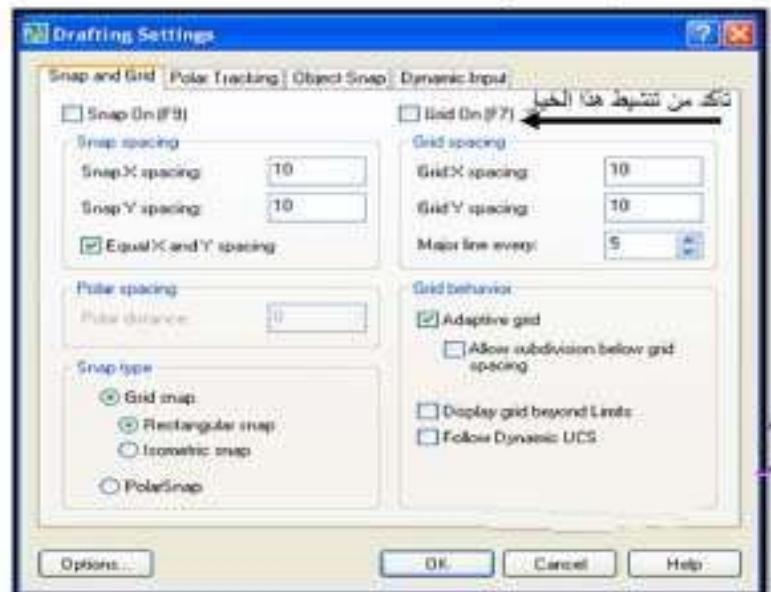 Drafting Settings
Snap and Grid Polar Tracking Object Snap Dynamic Input
تأكد من تنشيط هذا الخيار
Snap On (F9)
Grid On (F7)
Snap spacing
Snap X spacing: 10
Snap Y spacing: 10
Equal X and Y spacing
Grid spacing
Grid X spacing: 10
Grid Y spacing: 10
Major line every: 5
Polar spacing
Polar distance: 0
Grid behavior
Adaptive grid
Allow subdivision below grid
spacing
Display grid beyond Limits
Follow Dynamic UCS
Snap type
Grid snap
Rectangular snap
Isometric snap
PolarSnap
Options...
OK
Cancel
Help